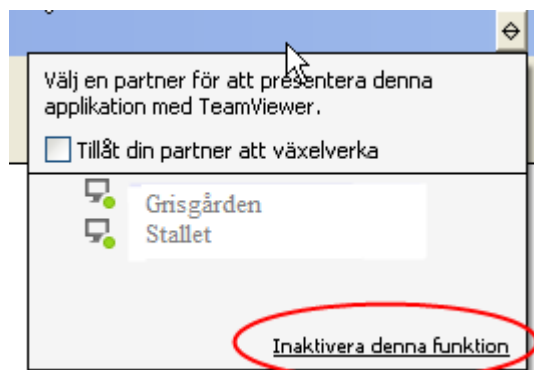 Välj en partner för att presentera denna
applikation med TeamViewer.
Tillåt din partner att växelverka
Grisgården
Stallet
Inaktivera denna funktion